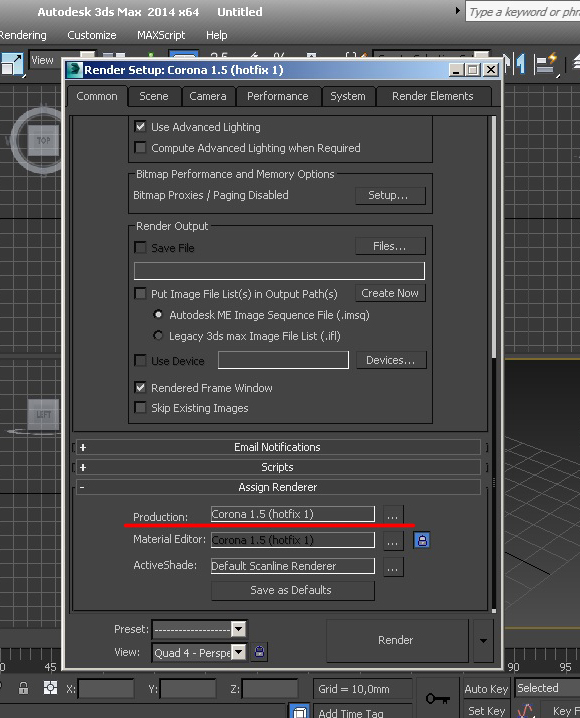 Autodesk 3ds Max 2014 x64 Untitled
Type a keyword or phr
Rendering Customize MAXScript Help
View
Render Setup: Corona 1.5 (hotfix 1)
Common Scene Camera Performance System Render Elements
TOP
Use Advanced Lighting
Compute Advanced Lighting when Required
Bitmap Performance and Memory Options
Bitmap Proxies / Paging Disabled Setup...
Render Output
Save File Files...
Put Image File List(s) in Output Path(s) Create Now
Autodesk ME Image Sequence File (.imsq)
Legacy 3ds max Image File List (.ifl)
Use Device Devices...
Rendered Frame Window
Skip Existing Images
LEFT
+ Email Notifications
+ Scripts
- Assign Renderer
Production: Corona 1.5 (hotfix 1) ...
Material Editor: Corona 1.5 (hotfix 1) ...
ActiveShade: Default Scanline Renderer ...
Save as Defaults
Preset: --------------------
View: Quad 4 - Perspe
Render
0 45 90 95
X: Y: Z: Grid = 10,0mm Auto Key Selected
Add Time Tag Set Key Key F